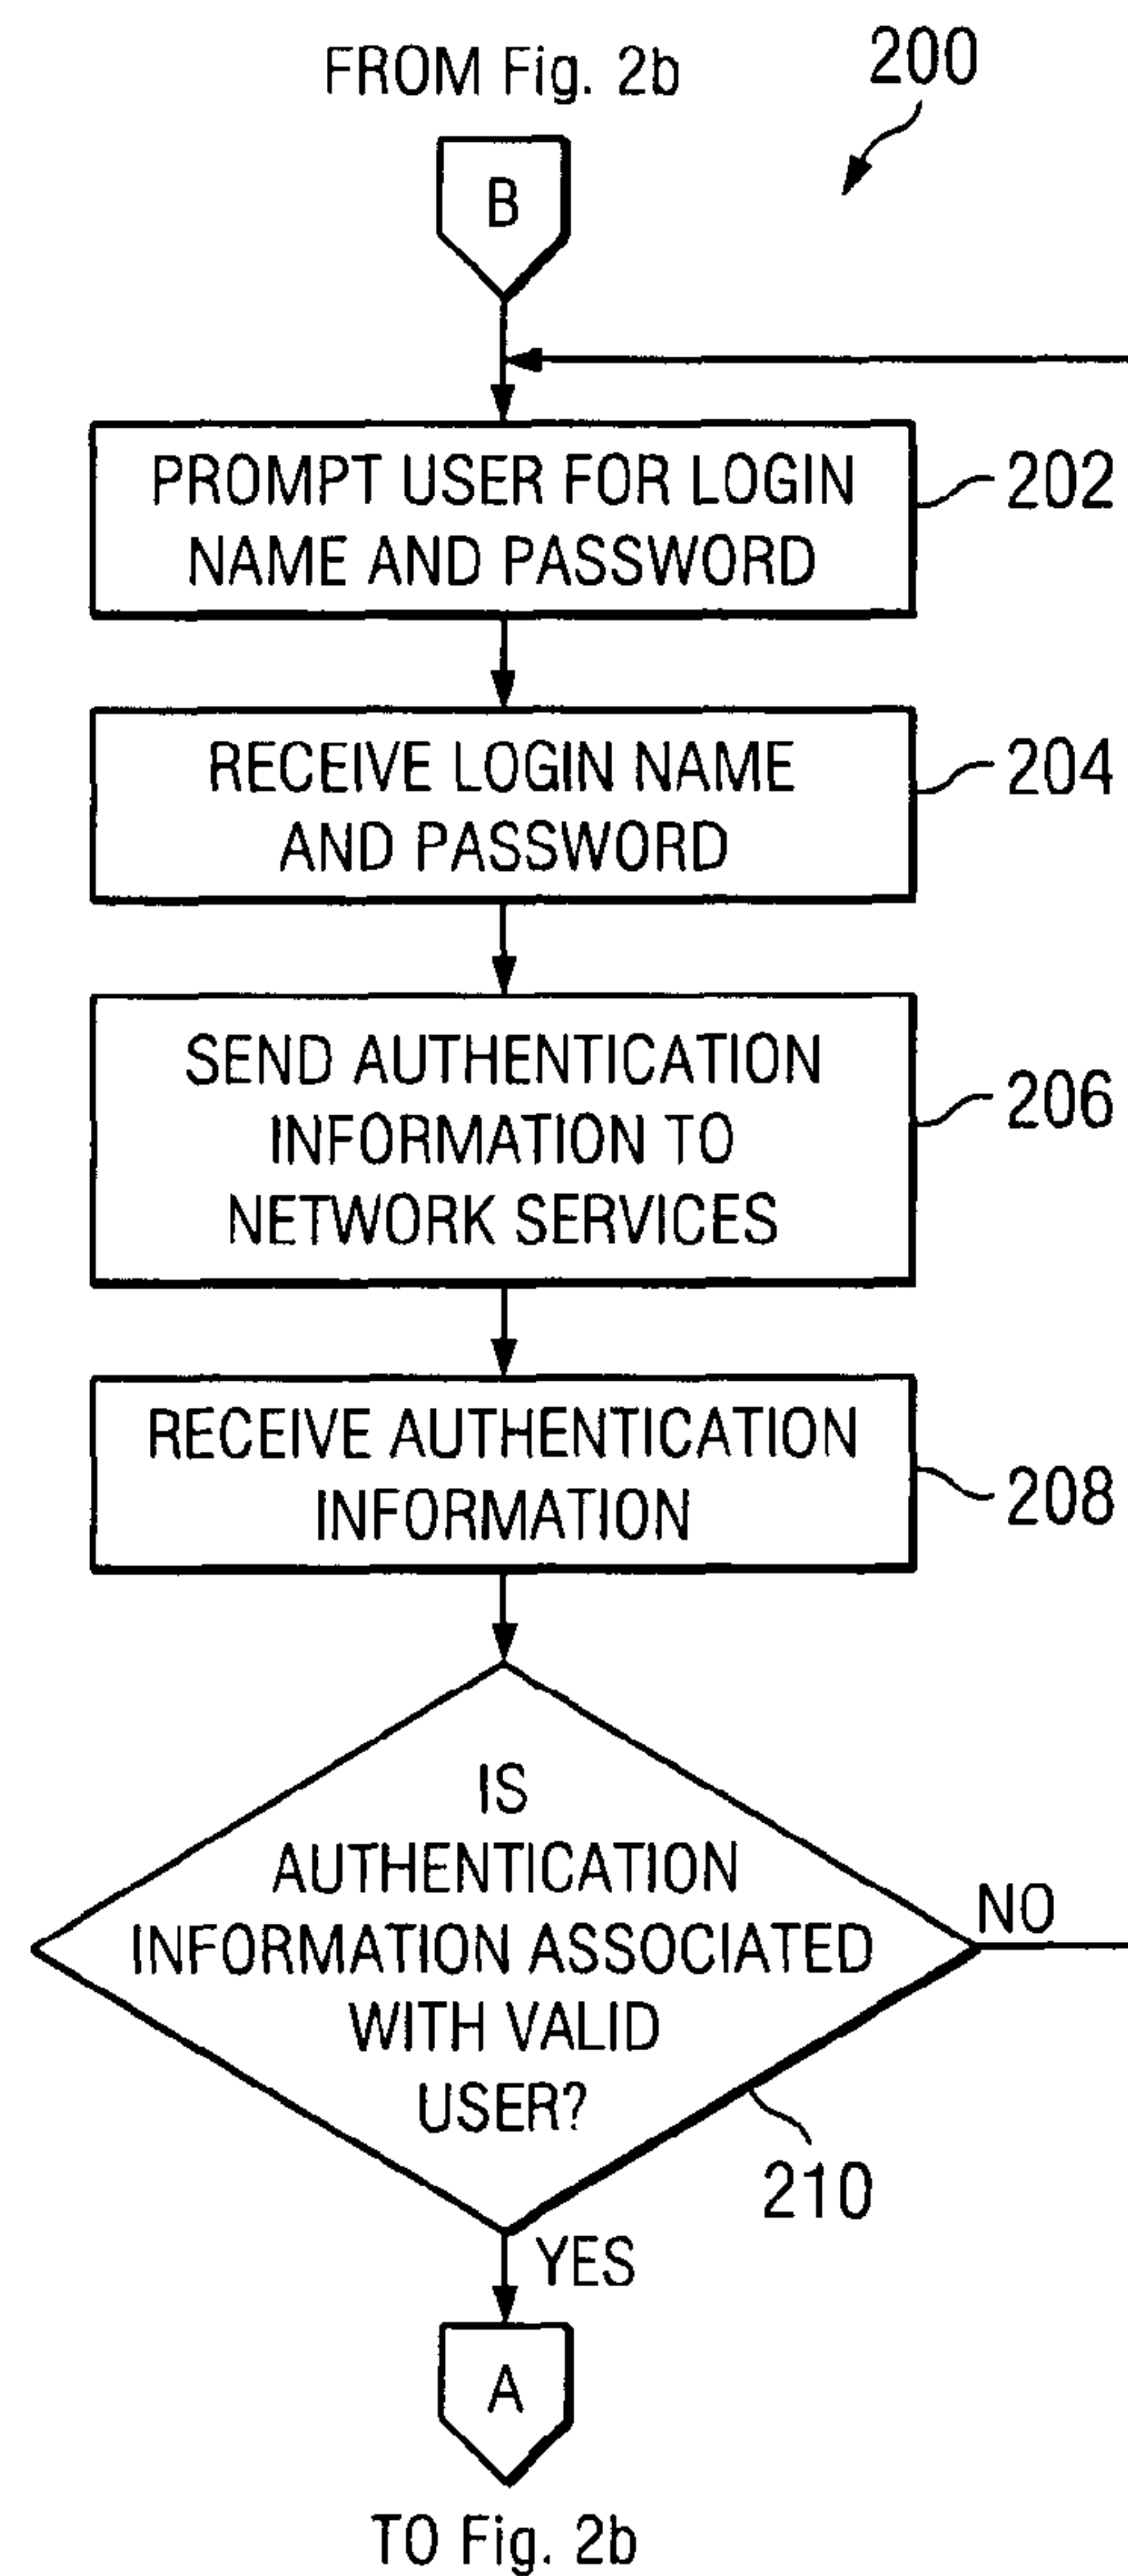 FROM Fig. 2b
200
B
PROMPT USER FOR LOGIN
NAME AND PASSWORD
202
RECEIVE LOGIN NAME
AND PASSWORD
204
SEND AUTHENTICATION
INFORMATION TO
NETWORK SERVICES
206
RECEIVE AUTHENTICATION
INFORMATION
208
IS
AUTHENTICATION
INFORMATION ASSOCIATED
WITH VALID
USER?
NO
210
YES
A
TO Fig. 2b